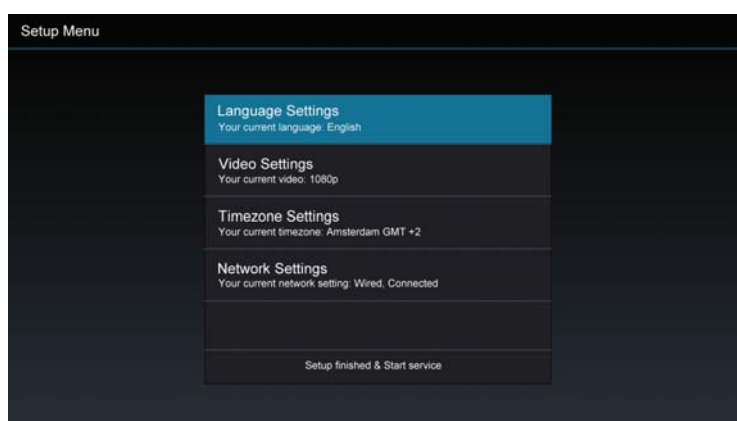 Setup Menu
Language Settings
Your current language: English
Video Settings
Your current video: 1080p
Timezone Settings
Your current timezone: Amsterdam GMT +2
Network Settings
Your current network setting: Wired, Connected
Setup finished & Start service